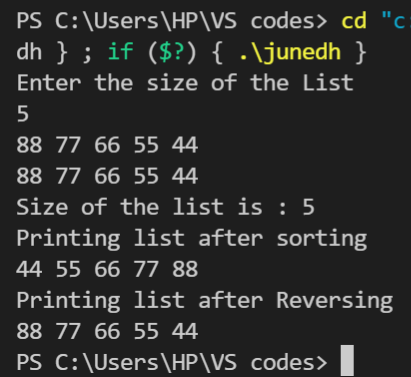 PS C:\Users\HP\VS codes> cd "c:
dh } ; if ($?) { .\junedh }
Enter the size of the List
5
88 77 66 55 44
88 77 66 55 44
Size of the list is : 5
Printing list after sorting
44 55 66 77 88
Printing list after Reversing
88 77 66 55 44
PS C:\Users\HP\VS codes>